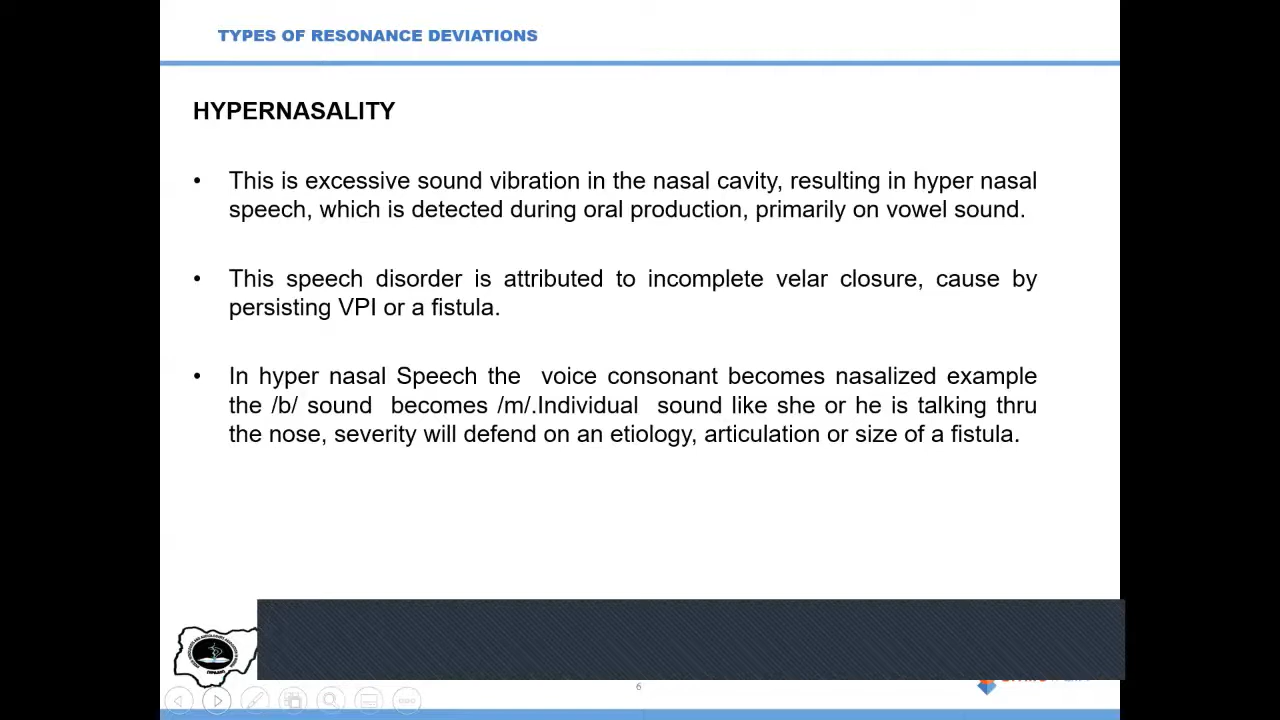 TYPES OF RESONANCE DEVIATIONS
HYPERNASALITY
• This is excessive sound vibration in the nasal cavity, resulting in hyper nasal
speech, which is detected during oral production, primarily on vowel sound.
• This speech disorder is attributed to incomplete velar closure, cause by
persisting VPI or a fistula.
• In hyper nasal Speech the voice consonant becomes nasalized example
the /b/ sound becomes /m/.Individual sound like she or he is talking thru
the nose, severity will defend on an etiology, articulation or size of a fistula.
6